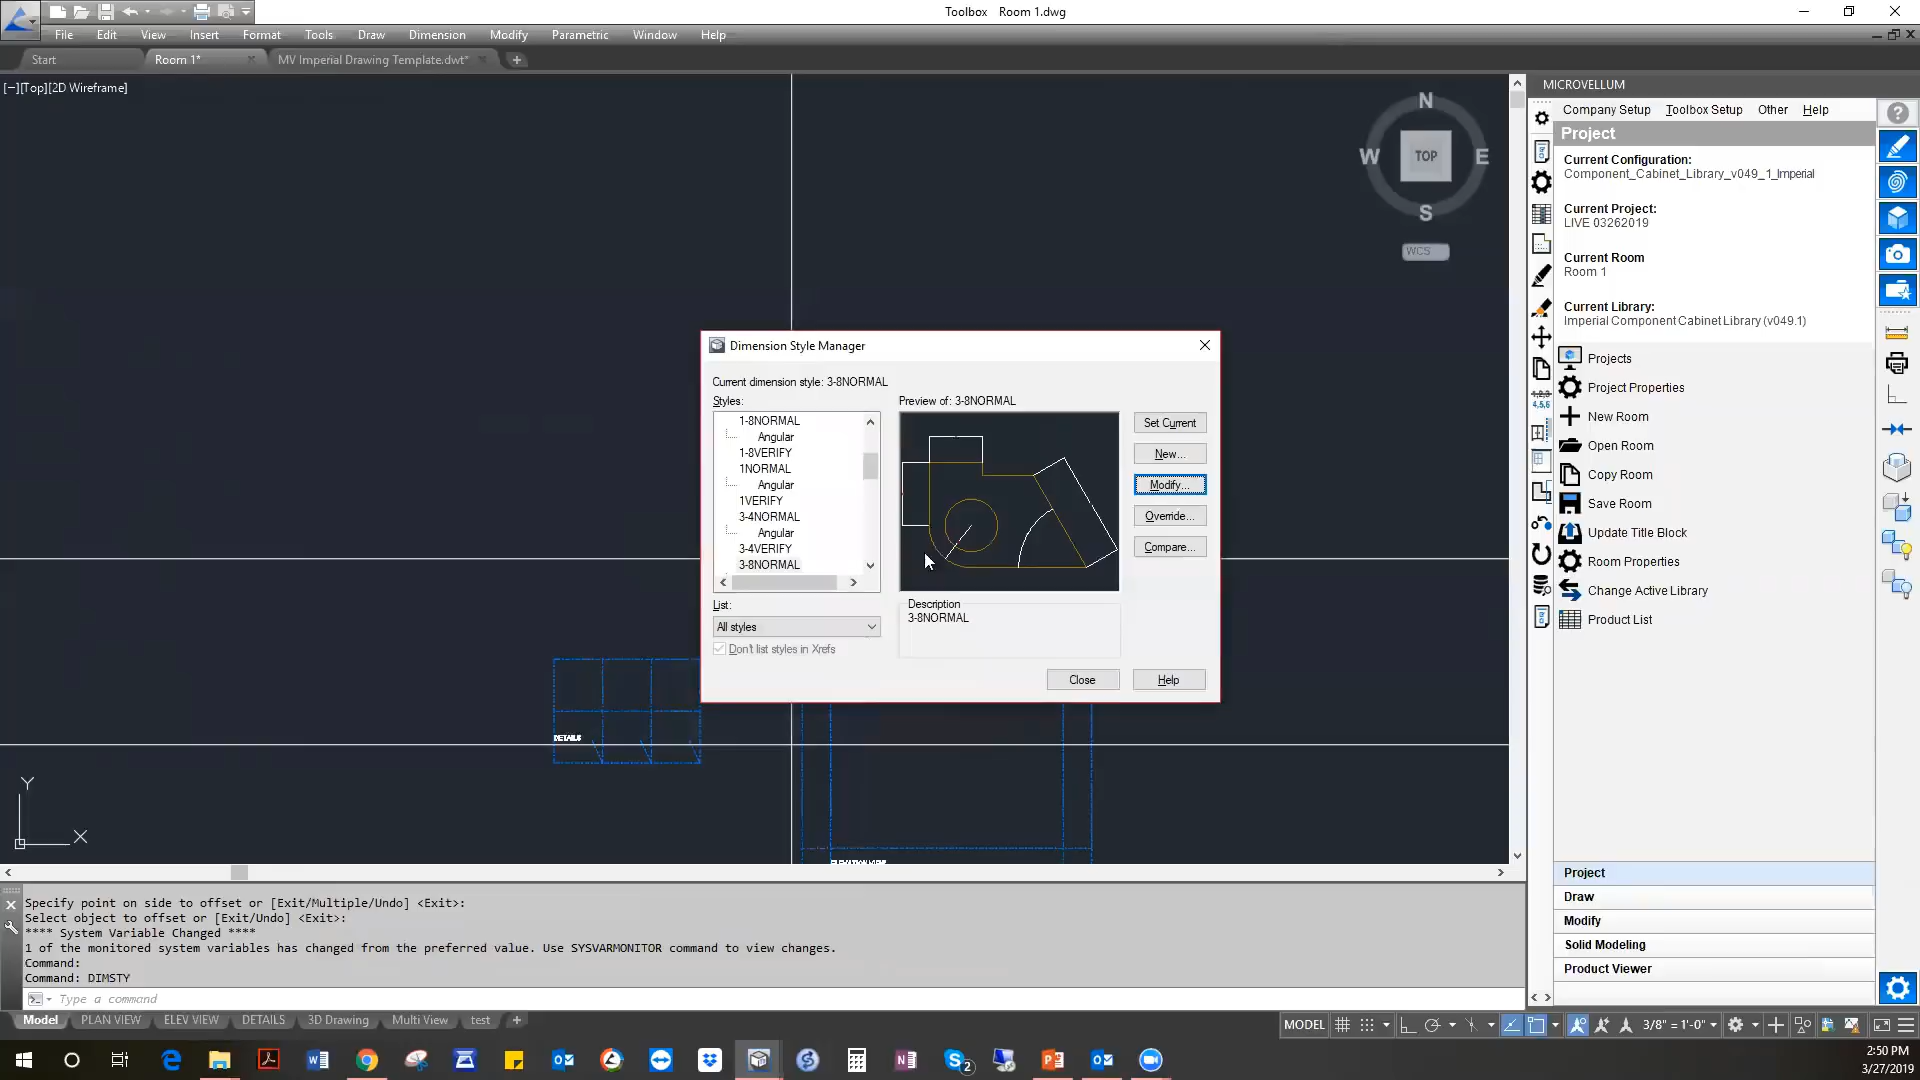 Toolbox Room 1.dwg
File Edit View Insert Format Tools Draw Dimension Modify Parametric Window Help
Start Room 1* MV Imperial Drawing Template.dwt*
[−][Top][2D Wireframe]
N
W TOP E
S
WCS
Dimension Style Manager
Current dimension style: 3-8NORMAL
Styles:
1-8NORMAL
Angular
1-8VERIFY
1NORMAL
Angular
1VERIFY
3-4NORMAL
Angular
3-4VERIFY
3-8NORMAL
List:
All styles
Don't list styles in Xrefs
Preview of: 3-8NORMAL
Description
3-8NORMAL
Set Current
New...
Modify...
Override...
Compare...
Close Help
DETAILS
ELEVATION VIEW
Y
X
MICROVELLUM
Company Setup Toolbox Setup Other Help
Project
Current Configuration:
Component_Cabinet_Library_v049_1_Imperial
Current Project:
LIVE 03262019
Current Room
Room 1
Current Library:
Imperial Component Cabinet Library (v049.1)
Projects
Project Properties
New Room
Open Room
Copy Room
Save Room
Update Title Block
Room Properties
Change Active Library
Product List
Project
Draw
Modify
Solid Modeling
Product Viewer
Specify point on side to offset or [Exit/Multiple/Undo] <Exit>:
Select object to offset or [Exit/Undo] <Exit>:
**** System Variable Changed ****
1 of the monitored system variables has changed from the preferred value. Use SYSVARMONITOR command to view changes.
Command:
Command: DIMSTY
Type a command
Model PLAN VIEW ELEV VIEW DETAILS 3D Drawing Multi View test
MODEL 3/8" = 1'-0"
2:50 PM
3/27/2019